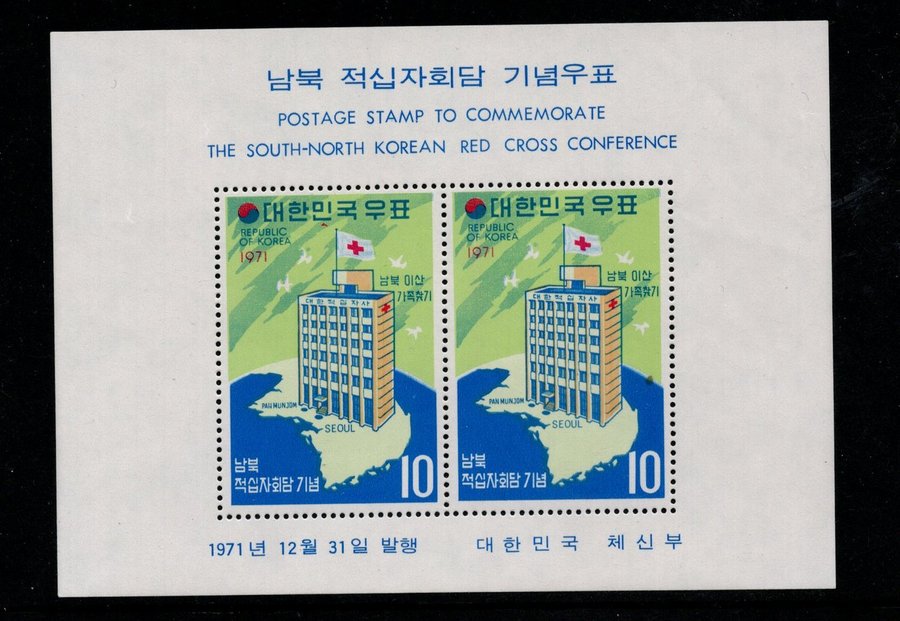 남북 적십자회담 기념우표
POSTAGE STAMP TO COMMEMORATE
THE SOUTH-NORTH KOREAN RED CROSS CONFERENCE
대한민국우표
REPUBLIC
OF KOREA
1971
남북 이산
가족찾기
대한적십자사
PANMUNJOM
SEOUL
남북
적십자회담 기념
10
대한민국우표
REPUBLIC
OF KOREA
1971
남북 이산
가족찾기
대한적십자사
PANMUNJOM
SEOUL
남북
적십자회담 기념
10
1971년 12월 31일 발행
대한민국 체신부